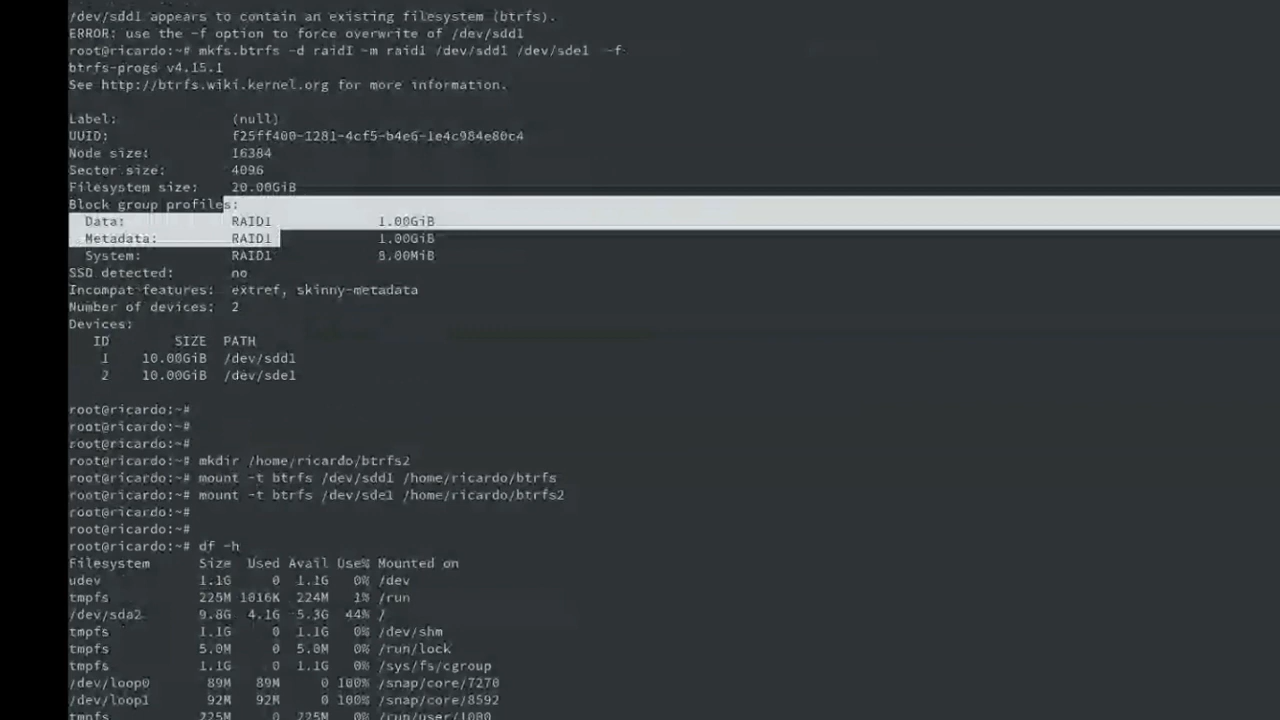 /dev/sdd1 appears to contain an existing filesystem (btrfs).
ERROR: use the -f option to force overwrite of /dev/sdd1
root@ricardo:~# mkfs.btrfs -d raid1 -m raid1 /dev/sdd1 /dev/sde1  -f
btrfs-progs v4.15.1
See http://btrfs.wiki.kernel.org for more information.
Label:              (null)
UUID:               f25ff400-1281-4cf5-b4e6-1e4c984e80c4
Node size:          16384
Sector size:        4096
Filesystem size:    20.00GiB
Block group profiles:
  Data:             RAID1             1.00GiB
  Metadata:         RAID1             1.00GiB
  System:           RAID1             8.00MiB
SSD detected:       no
Incompat features:  extref, skinny-metadata
Number of devices:  2
Devices:
   ID        SIZE  PATH
    1    10.00GiB  /dev/sdd1
    2    10.00GiB  /dev/sde1
root@ricardo:~#
root@ricardo:~#
root@ricardo:~#
root@ricardo:~# mkdir /home/ricardo/btrfs2
root@ricardo:~# mount -t btrfs /dev/sdd1 /home/ricardo/btrfs
root@ricardo:~# mount -t btrfs /dev/sde1 /home/ricardo/btrfs2
root@ricardo:~#
root@ricardo:~#
root@ricardo:~# df -h
Filesystem      Size  Used Avail Use% Mounted on
udev            1.1G     0  1.1G   0% /dev
tmpfs           225M 1016K  224M   1% /run
/dev/sda2       9.8G  4.1G  5.3G  44% /
tmpfs           1.1G     0  1.1G   0% /dev/shm
tmpfs           5.0M     0  5.0M   0% /run/lock
tmpfs           1.1G     0  1.1G   0% /sys/fs/cgroup
/dev/loop0       89M   89M     0 100% /snap/core/7270
/dev/loop1       92M   92M     0 100% /snap/core/8592
tmpfs           225M     0  225M   0% /run/user/1000